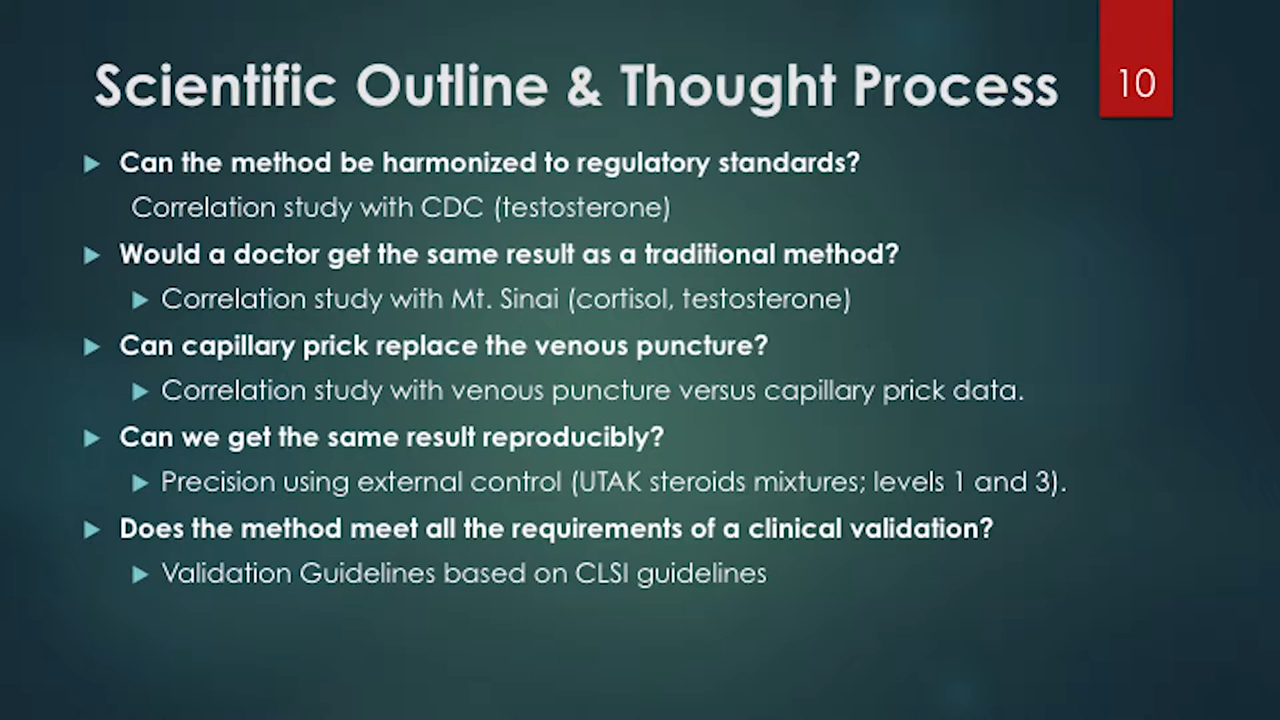 Scientific Outline & Thought Process
10
Can the method be harmonized to regulatory standards?
Correlation study with CDC (testosterone)
Would a doctor get the same result as a traditional method?
Correlation study with Mt. Sinai (cortisol, testosterone)
Can capillary prick replace the venous puncture?
Correlation study with venous puncture versus capillary prick data.
Can we get the same result reproducibly?
Precision using external control (UTAK steroids mixtures; levels 1 and 3).
Does the method meet all the requirements of a clinical validation?
Validation Guidelines based on CLSI guidelines